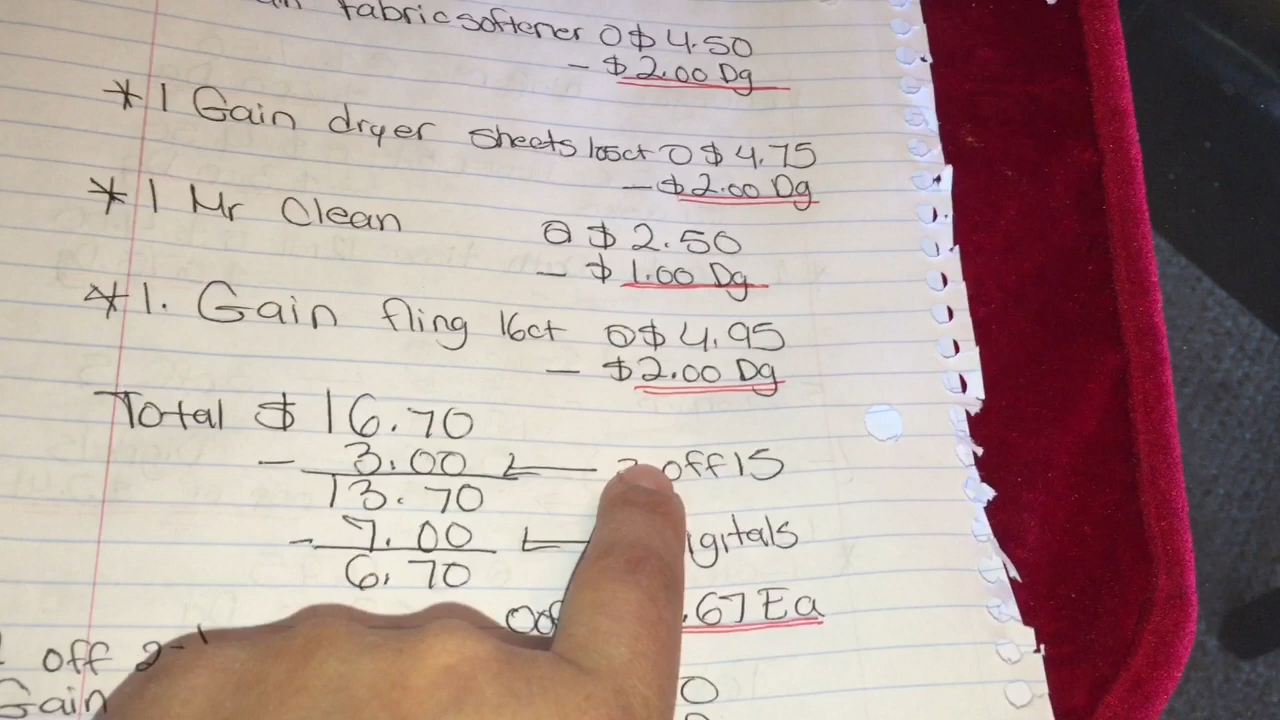 fabric softener O $ 4.50
- $ 2.00 Dg
* 1 Gain dryer sheets 105ct O $ 4.75
- $ 2.00 Dg
* 1 Mr Clean O $ 2.50
- $ 1.00 Dg
* 1. Gain fling 16ct O $ 4.95
- $ 2.00 Dg
Total $ 16.70
- 3.00 ← off 15
13.70
- 7.00 ← igitals
6.70
.67 Ea
off
Gain